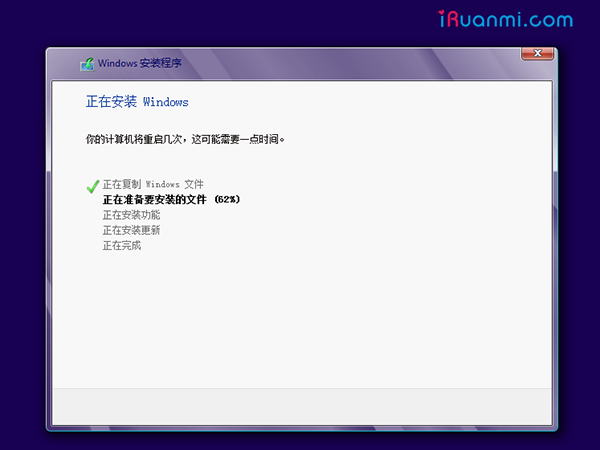 iRuanmi.com
Windows 安装程序
正在安装 Windows
你的计算机将重启几次，这可能需要一点时间。
正在复制 Windows 文件
正在准备要安装的文件 (62%)
正在安装功能
正在安装更新
正在完成